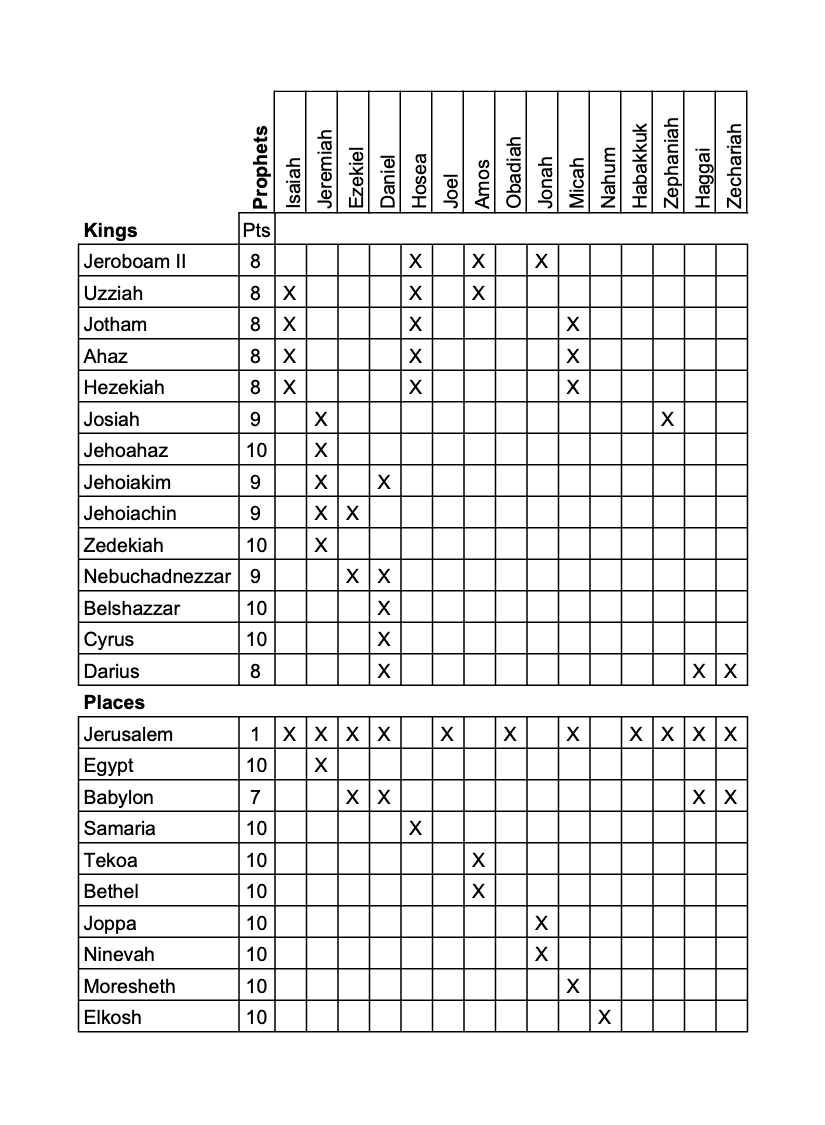 Prophets Isaiah Jeremiah Ezekiel Daniel Hosea Joel Amos Obadiah Jonah Micah Nahum Habakkuk Zephaniah Haggai Zechariah
Kings Pts
Jeroboam II 8 X X X
Uzziah 8 X X X
Jotham 8 X X X
Ahaz 8 X X X
Hezekiah 8 X X X
Josiah 9 X X
Jehoahaz 10 X
Jehoiakim 9 X X
Jehoiachin 9 X X
Zedekiah 10 X
Nebuchadnezzar 9 X X
Belshazzar 10 X
Cyrus 10 X
Darius 8 X X X
Places
Jerusalem 1 X X X X X X X X X X X
Egypt 10 X
Babylon 7 X X X X
Samaria 10 X
Tekoa 10 X
Bethel 10 X
Joppa 10 X
Ninevah 10 X
Moresheth 10 X
Elkosh 10 X